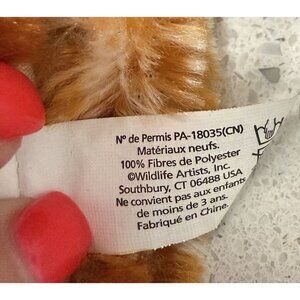 N° de Permis PA-18035(CN)
Matériaux neufs.
100% Fibres de Polyester
©Wildlife Artists, Inc.
Southbury, CT 06488 USA
Ne convient pas aux enfants
de moins de 3 ans.
Fabriqué en Chine.